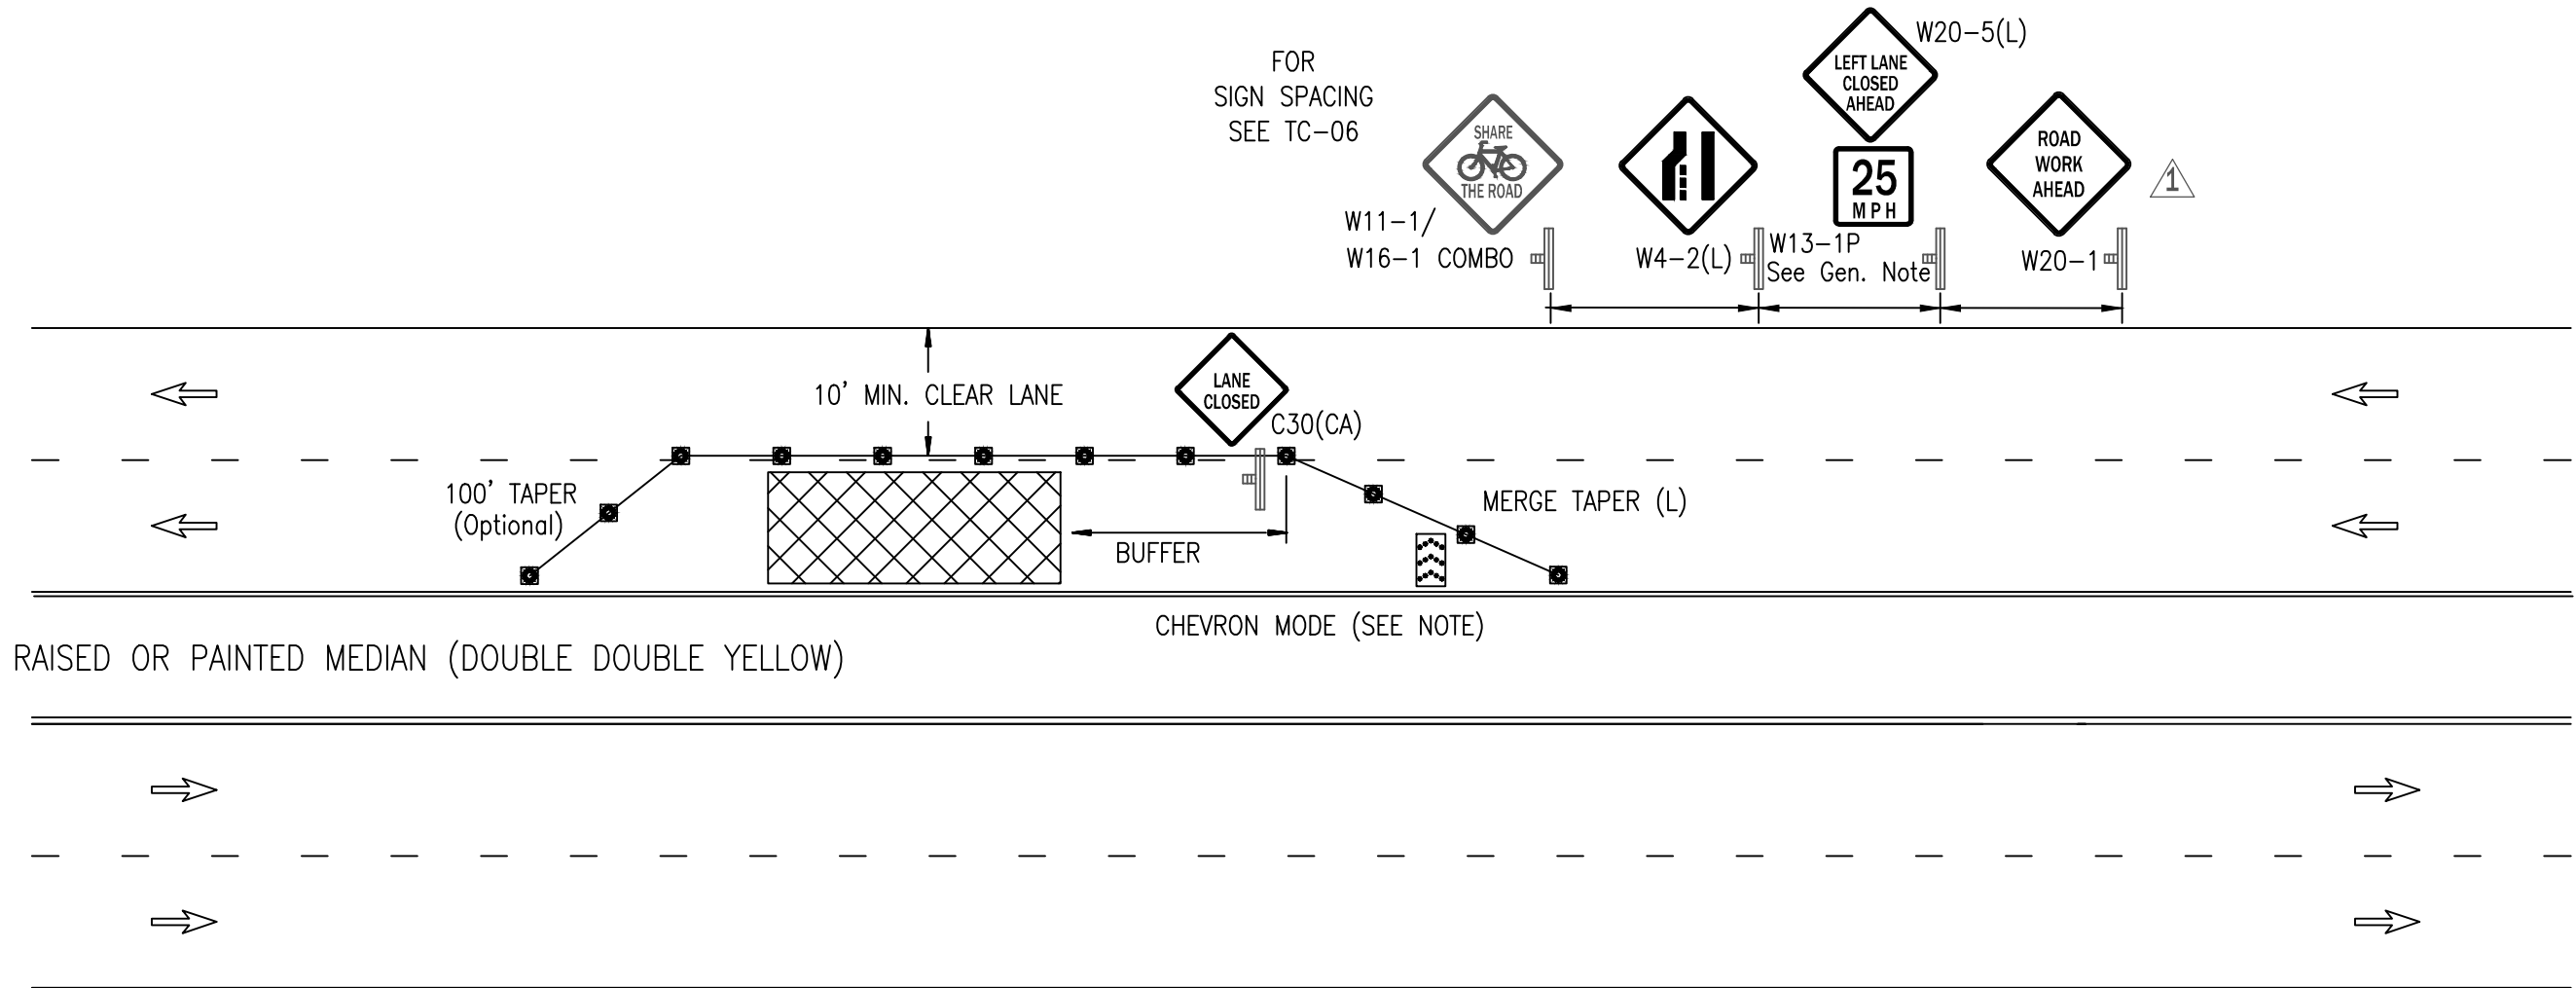 FOR
SIGN SPACING
SEE TC-06
SHARE
THE ROAD
W11-1/
W16-1 COMBO
W4-2(L)
W20-5(L)
LEFT LANE
CLOSED
AHEAD
25
MPH
W13-1P
See Gen. Note
ROAD
WORK
AHEAD
W20-1
1
10' MIN. CLEAR LANE
LANE
CLOSED
C30(CA)
100' TAPER
(Optional)
BUFFER
MERGE TAPER (L)
CHEVRON MODE (SEE NOTE)
RAISED OR PAINTED MEDIAN (DOUBLE DOUBLE YELLOW)